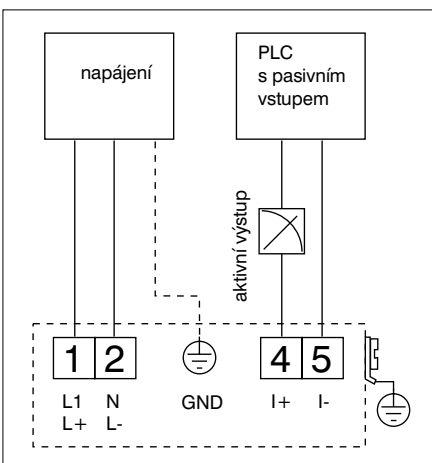 napájení
PLC
s pasivním
vstupem
aktivní výstup
1 2 4 5
L1 N GND I+ I-
L+ L-